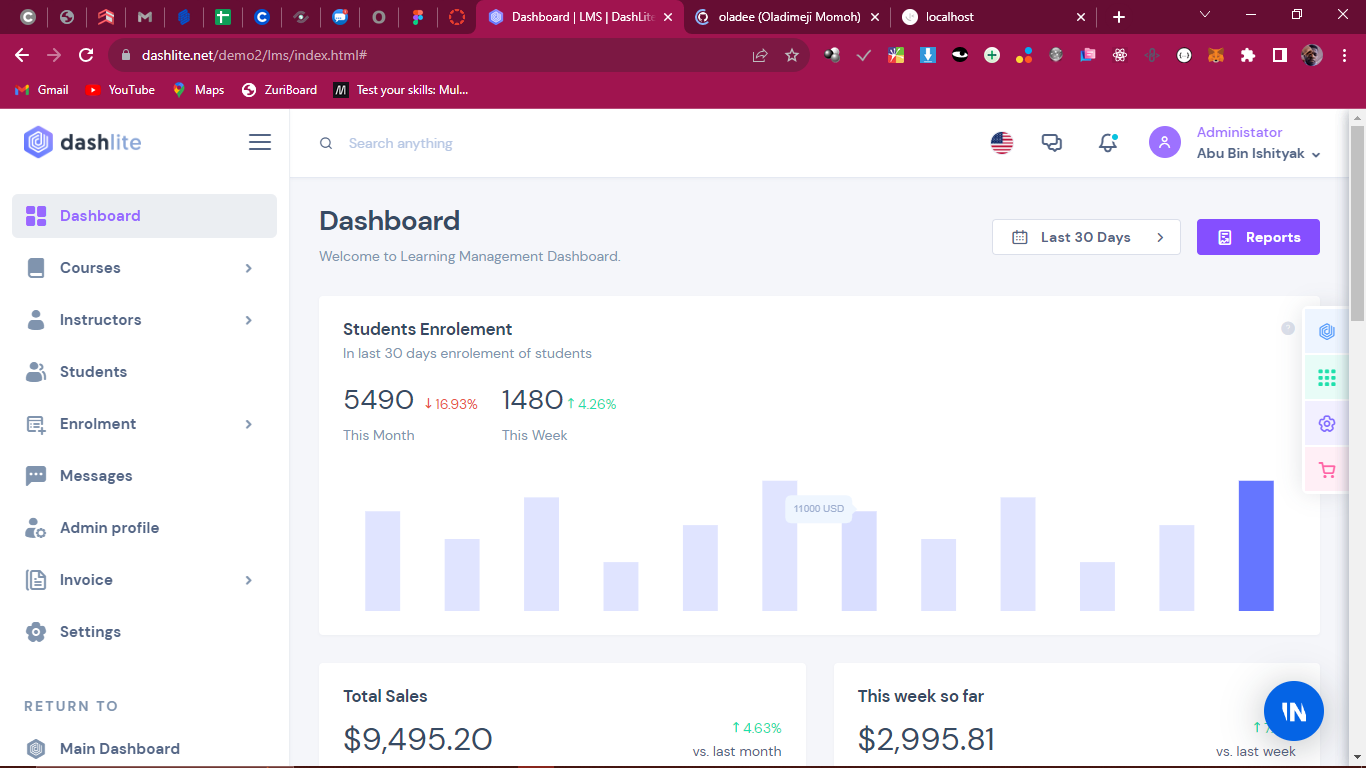 Dashboard | LMS | DashLite
oladee (Oladimeji Momoh)
localhost
dashlite.net/demo2/lms/index.html#
Gmail
YouTube
Maps
ZuriBoard
Test your skills: Mul...
dashlite
Search anything
Administator
Abu Bin Ishityak
Dashboard
Courses
Instructors
Students
Enrolment
Messages
Admin profile
Invoice
Settings
RETURN TO
Main Dashboard
Dashboard
Welcome to Learning Management Dashboard.
Last 30 Days
Reports
Students Enrolement
In last 30 days enrolement of students
5490 ↓16.93%
This Month
1480 ↑4.26%
This Week
11000 USD
Total Sales
$9,495.20
↑4.63%
vs. last month
This week so far
$2,995.81
vs. last week